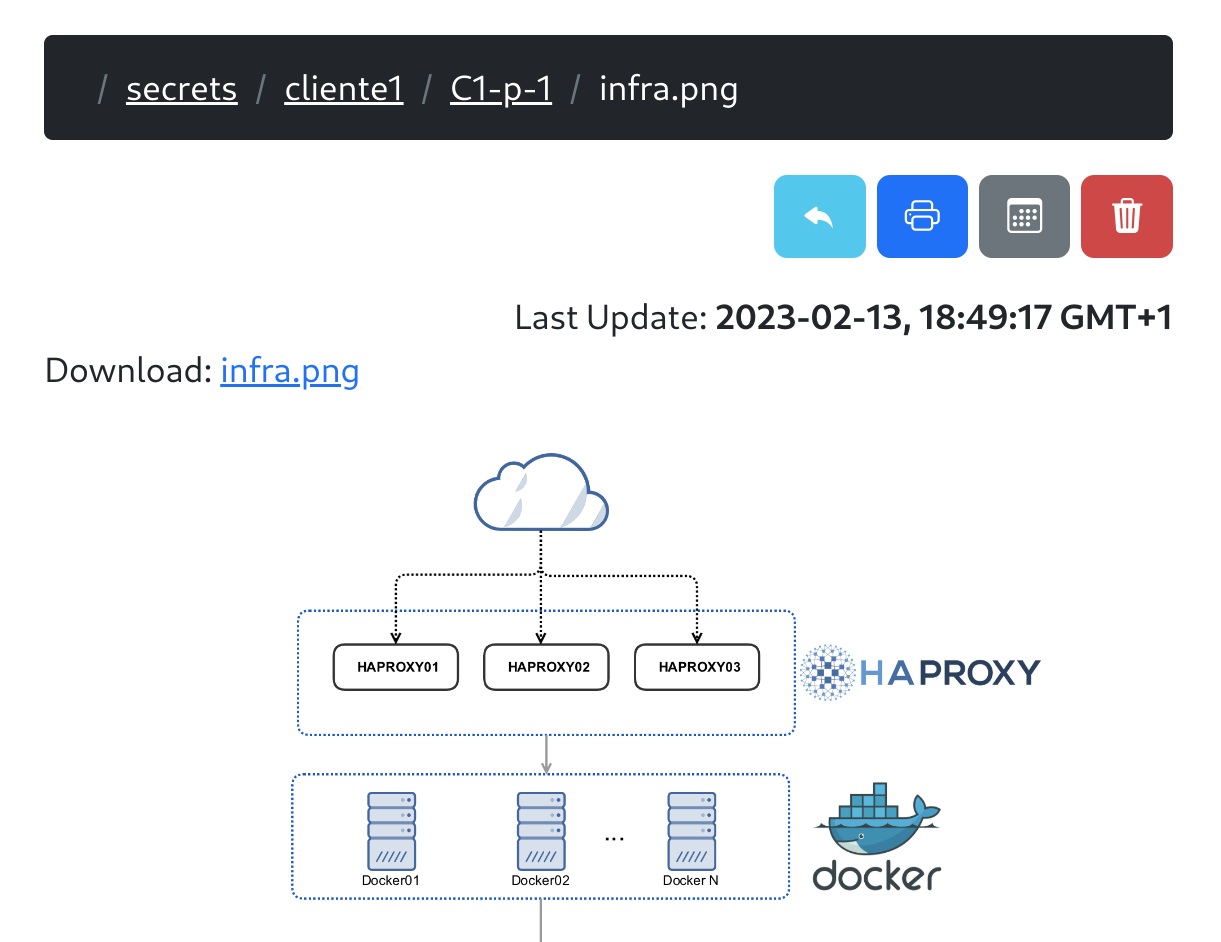 / secrets / cliente1 / C1-p-1 / infra.png
Last Update: 2023-02-13, 18:49:17 GMT+1
Download: infra.png
HAPROXY01 HAPROXY02 HAPROXY03
HAPROXY
...
Docker01 Docker02 Docker N
docker